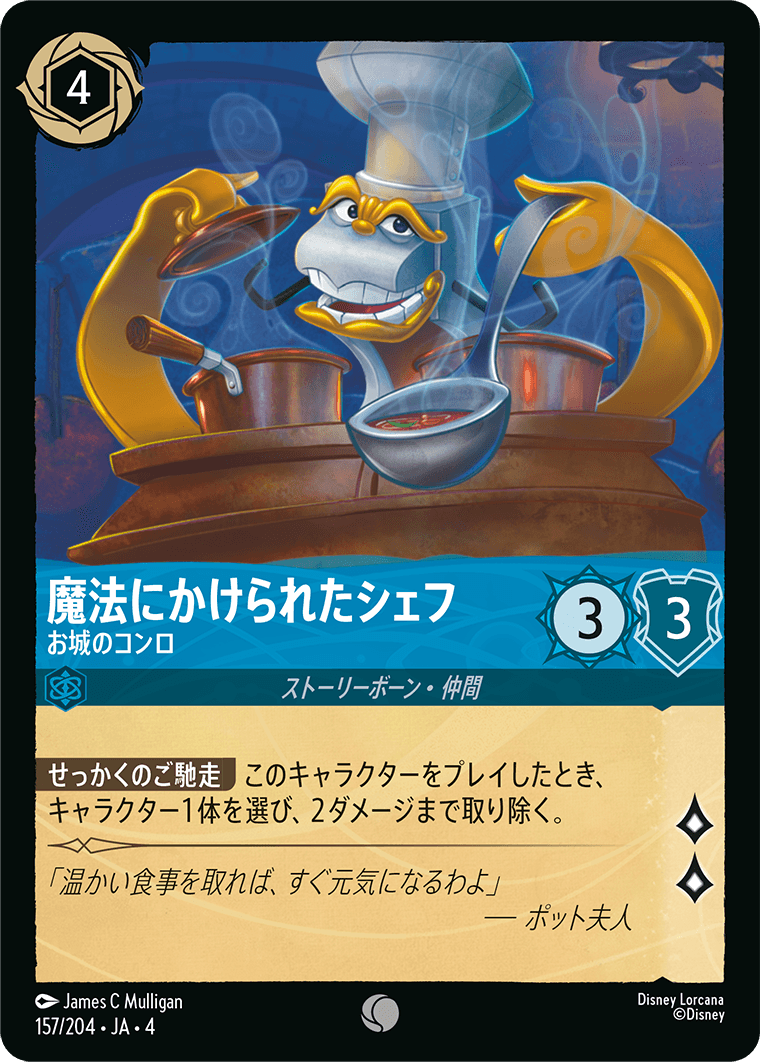 4
魔法にかけられたシェフ
お城のコンロ
3
3
ストーリーボーン・仲間
せっかくのご馳走 このキャラクターをプレイしたとき、
キャラクター1体を選び、2ダメージまで取り除く。
「温かい食事を取れば、すぐ元気になるわよ」
— ポット夫人
James C Mulligan
157/204・JA・4
Disney Lorcana
©Disney